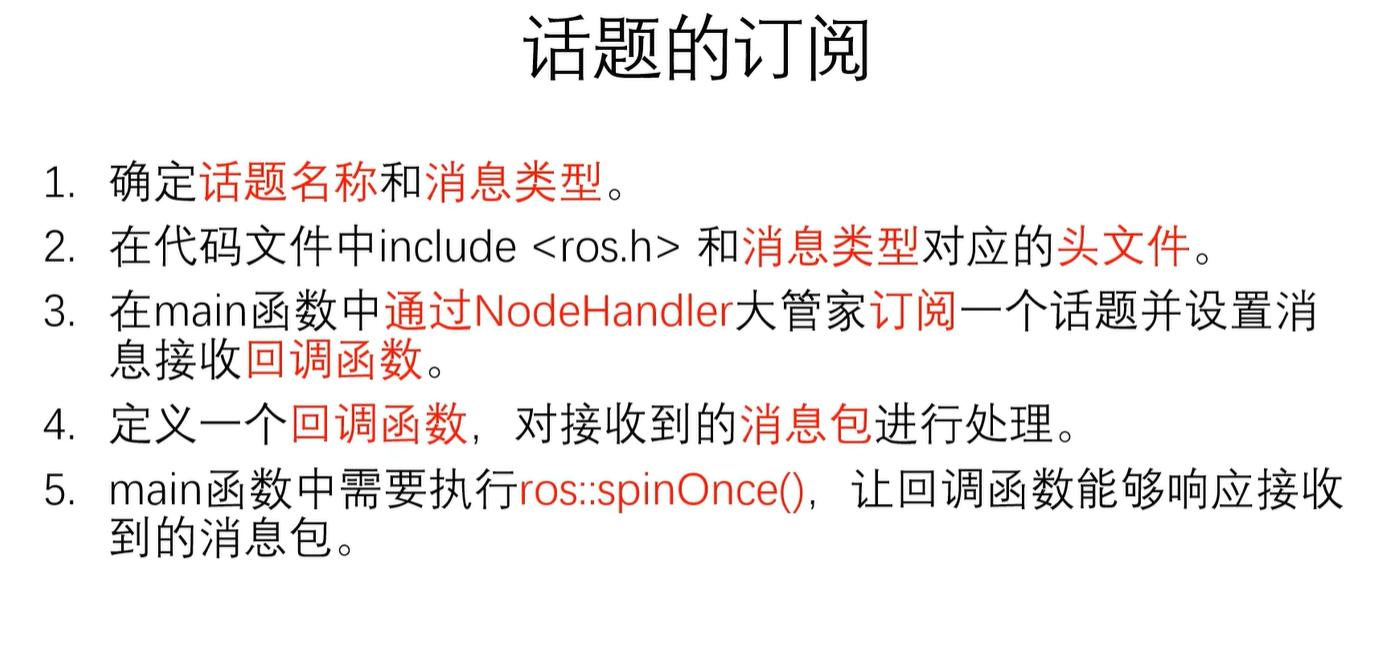 话题的订阅
1. 确定话题名称和消息类型。
2. 在代码文件中include <ros.h> 和消息类型对应的头文件。
3. 在main函数中通过NodeHandler大管家订阅一个话题并设置消
息接收回调函数。
4. 定义一个回调函数，对接收到的消息包进行处理。
5. main函数中需要执行ros::spinOnce()，让回调函数能够响应接收
到的消息包。